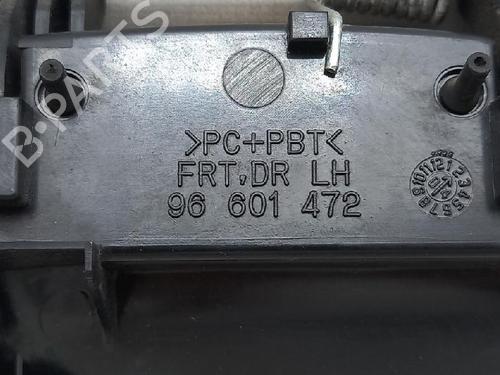 >PC+PBT<
FRT,DR LH
96 601 472
B-PARTS